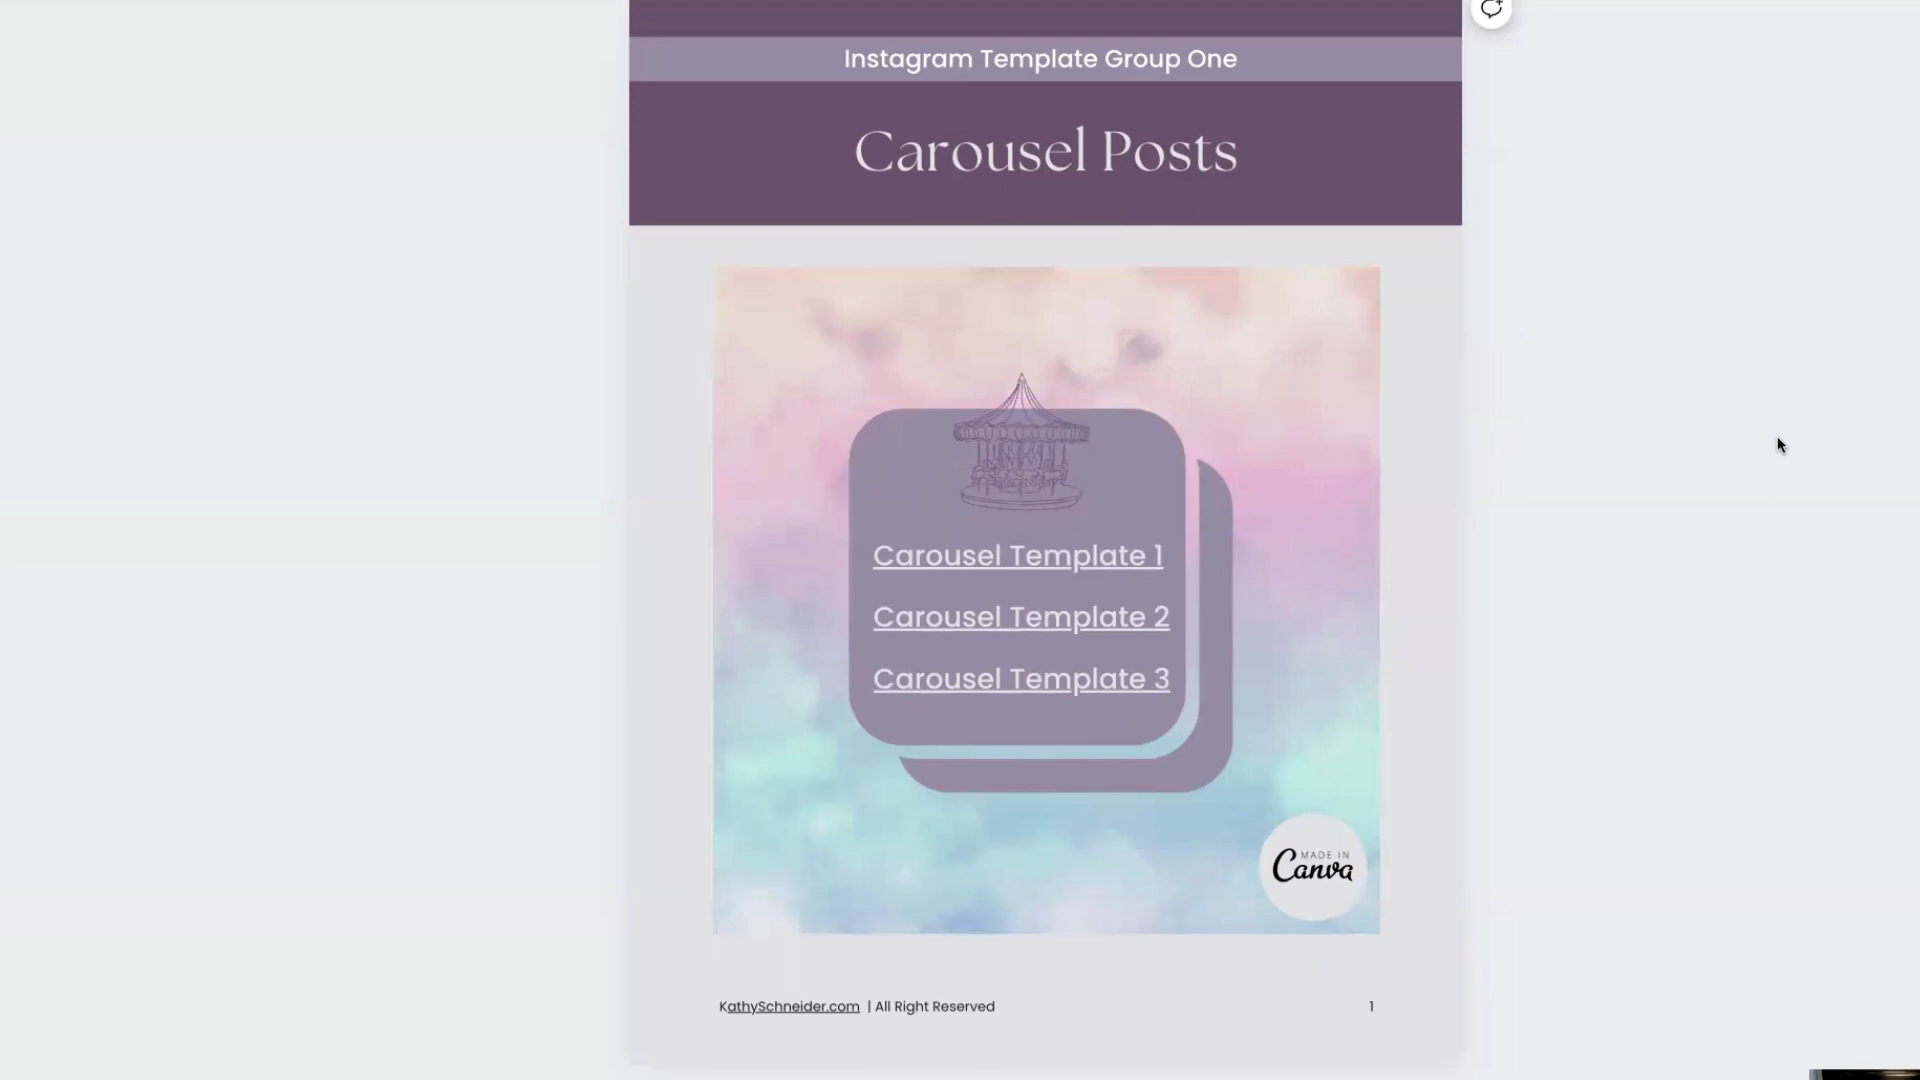 Instagram Template Group One
Carousel Posts
Carousel Template 1
Carousel Template 2
Carousel Template 3
MADE IN
Canva
KathySchneider.com | All Right Reserved
1